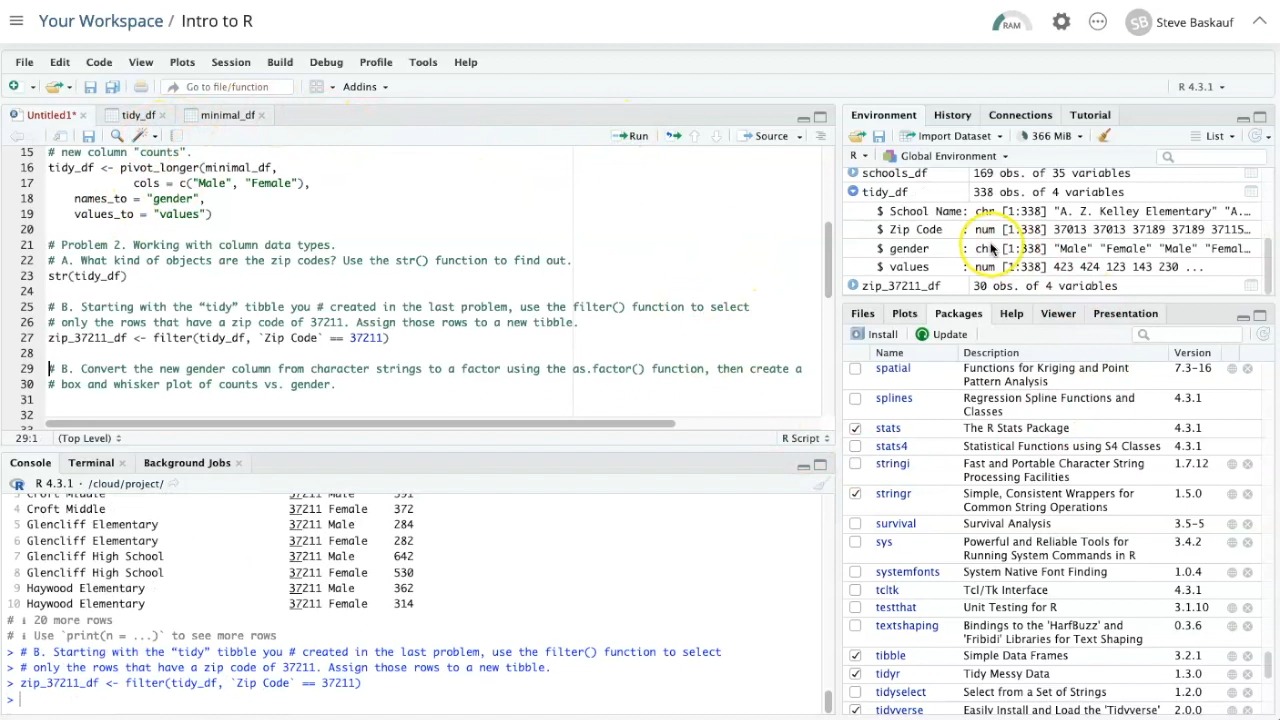 Your Workspace / Intro to R
RAM
SB Steve Baskauf
File Edit Code View Plots Session Build Debug Profile Tools Help
Go to file/function
Addins
R 4.3.1
Untitled1*
tidy_df
minimal_df
Run
Source
15 # new column "counts".
16 tidy_df <- pivot_longer(minimal_df,
17 cols = c("Male", "Female"),
18 names_to = "gender",
19 values_to = "values")
20
21 # Problem 2. Working with column data types.
22 # A. What kind of objects are the zip codes? Use the str() function to find out.
23 str(tidy_df)
24
25 # B. Starting with the “tidy” tibble you # created in the last problem, use the filter() function to select
26 # only the rows that have a zip code of 37211. Assign those rows to a new tibble.
27 zip_37211_df <- filter(tidy_df, `Zip Code` == 37211)
28
29 # B. Convert the new gender column from character strings to a factor using the as.factor() function, then create a
30 # box and whisker plot of counts vs. gender.
31
32
29:1 (Top Level) R Script
Console Terminal Background Jobs
R 4.3.1 · /cloud/project/
4 Croft Middle 37211 Female 372
5 Glencliff Elementary 37211 Male 284
6 Glencliff Elementary 37211 Female 282
7 Glencliff High School 37211 Male 642
8 Glencliff High School 37211 Female 530
9 Haywood Elementary 37211 Male 362
10 Haywood Elementary 37211 Female 314
# ℹ 20 more rows
# ℹ Use `print(n = ...)` to see more rows
> # B. Starting with the “tidy” tibble you # created in the last problem, use the filter() function to select
> # only the rows that have a zip code of 37211. Assign those rows to a new tibble.
> zip_37211_df <- filter(tidy_df, `Zip Code` == 37211)
>
Environment History Connections Tutorial
Import Dataset 366 MiB List
R Global Environment
schools_df 169 obs. of 35 variables
tidy_df 338 obs. of 4 variables
$ School Name: chr [1:338] "A. Z. Kelley Elementary" "A...
$ Zip Code : num [1:338] 37013 37013 37189 37189 37115…
$ gender : chr [1:338] "Male" "Female" "Male" "Femal…
$ values : num [1:338] 423 424 123 143 230 ...
zip_37211_df 30 obs. of 4 variables
Files Plots Packages Help Viewer Presentation
Install Update
Name Description Version
spatial Functions for Kriging and Point Pattern Analysis 7.3-16
splines Regression Spline Functions and Classes 4.3.1
stats The R Stats Package 4.3.1
stats4 Statistical Functions using S4 Classes 4.3.1
stringi Fast and Portable Character String Processing Facilities 1.7.12
stringr Simple, Consistent Wrappers for Common String Operations 1.5.0
survival Survival Analysis 3.5-5
sys Powerful and Reliable Tools for Running System Commands in R 3.4.2
systemfonts System Native Font Finding 1.0.4
tcltk Tcl/Tk Interface 4.3.1
testthat Unit Testing for R 3.1.10
textshaping Bindings to the 'HarfBuzz' and 'Fribidi' Libraries for Text Shaping 0.3.6
tibble Simple Data Frames 3.2.1
tidyr Tidy Messy Data 1.3.0
tidyselect Select from a Set of Strings 1.2.0
tidyverse Easily Install and Load the 'Tidyverse' 2.0.0